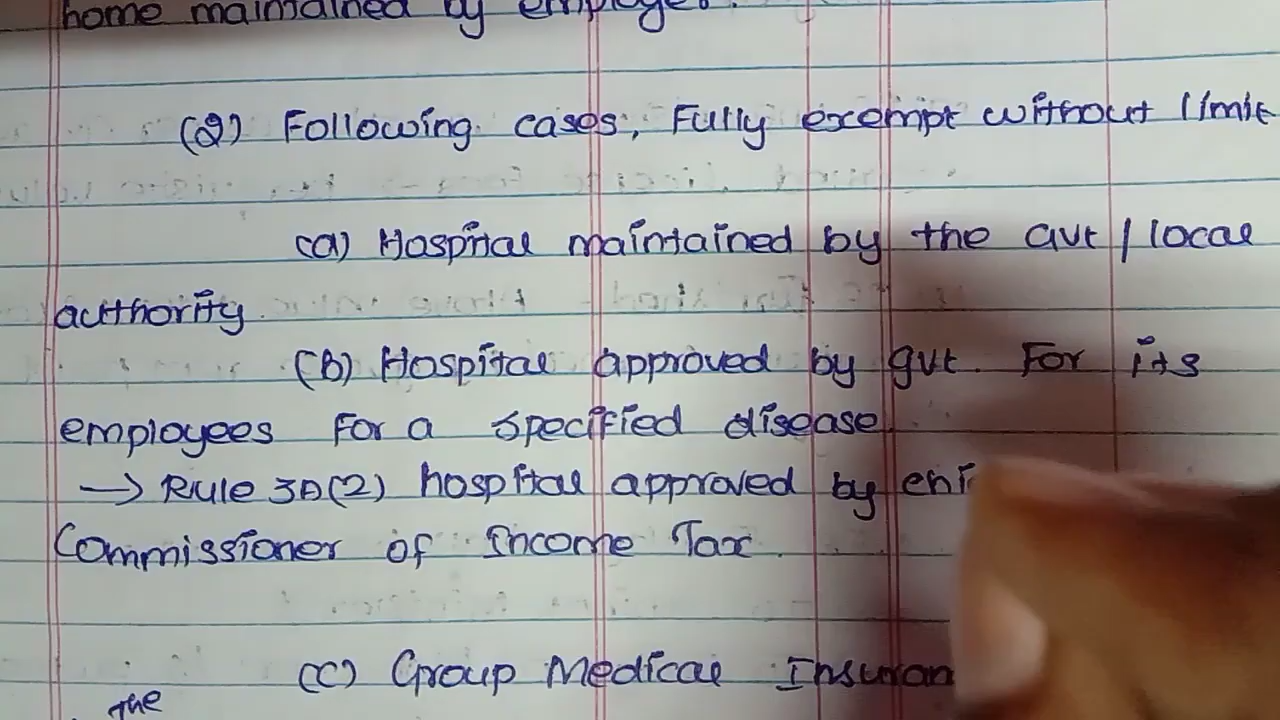 home maintained by employer.
(2) Following cases, Fully exempt without limit
(a) Hospital maintained by the gvt / local
authority.
(b) Hospital approved by gvt. For its
employees For a specified disease
→ Rule 3A(2) hospital approved by
Commissioner of Income Tax.
(C) Group Medical
The